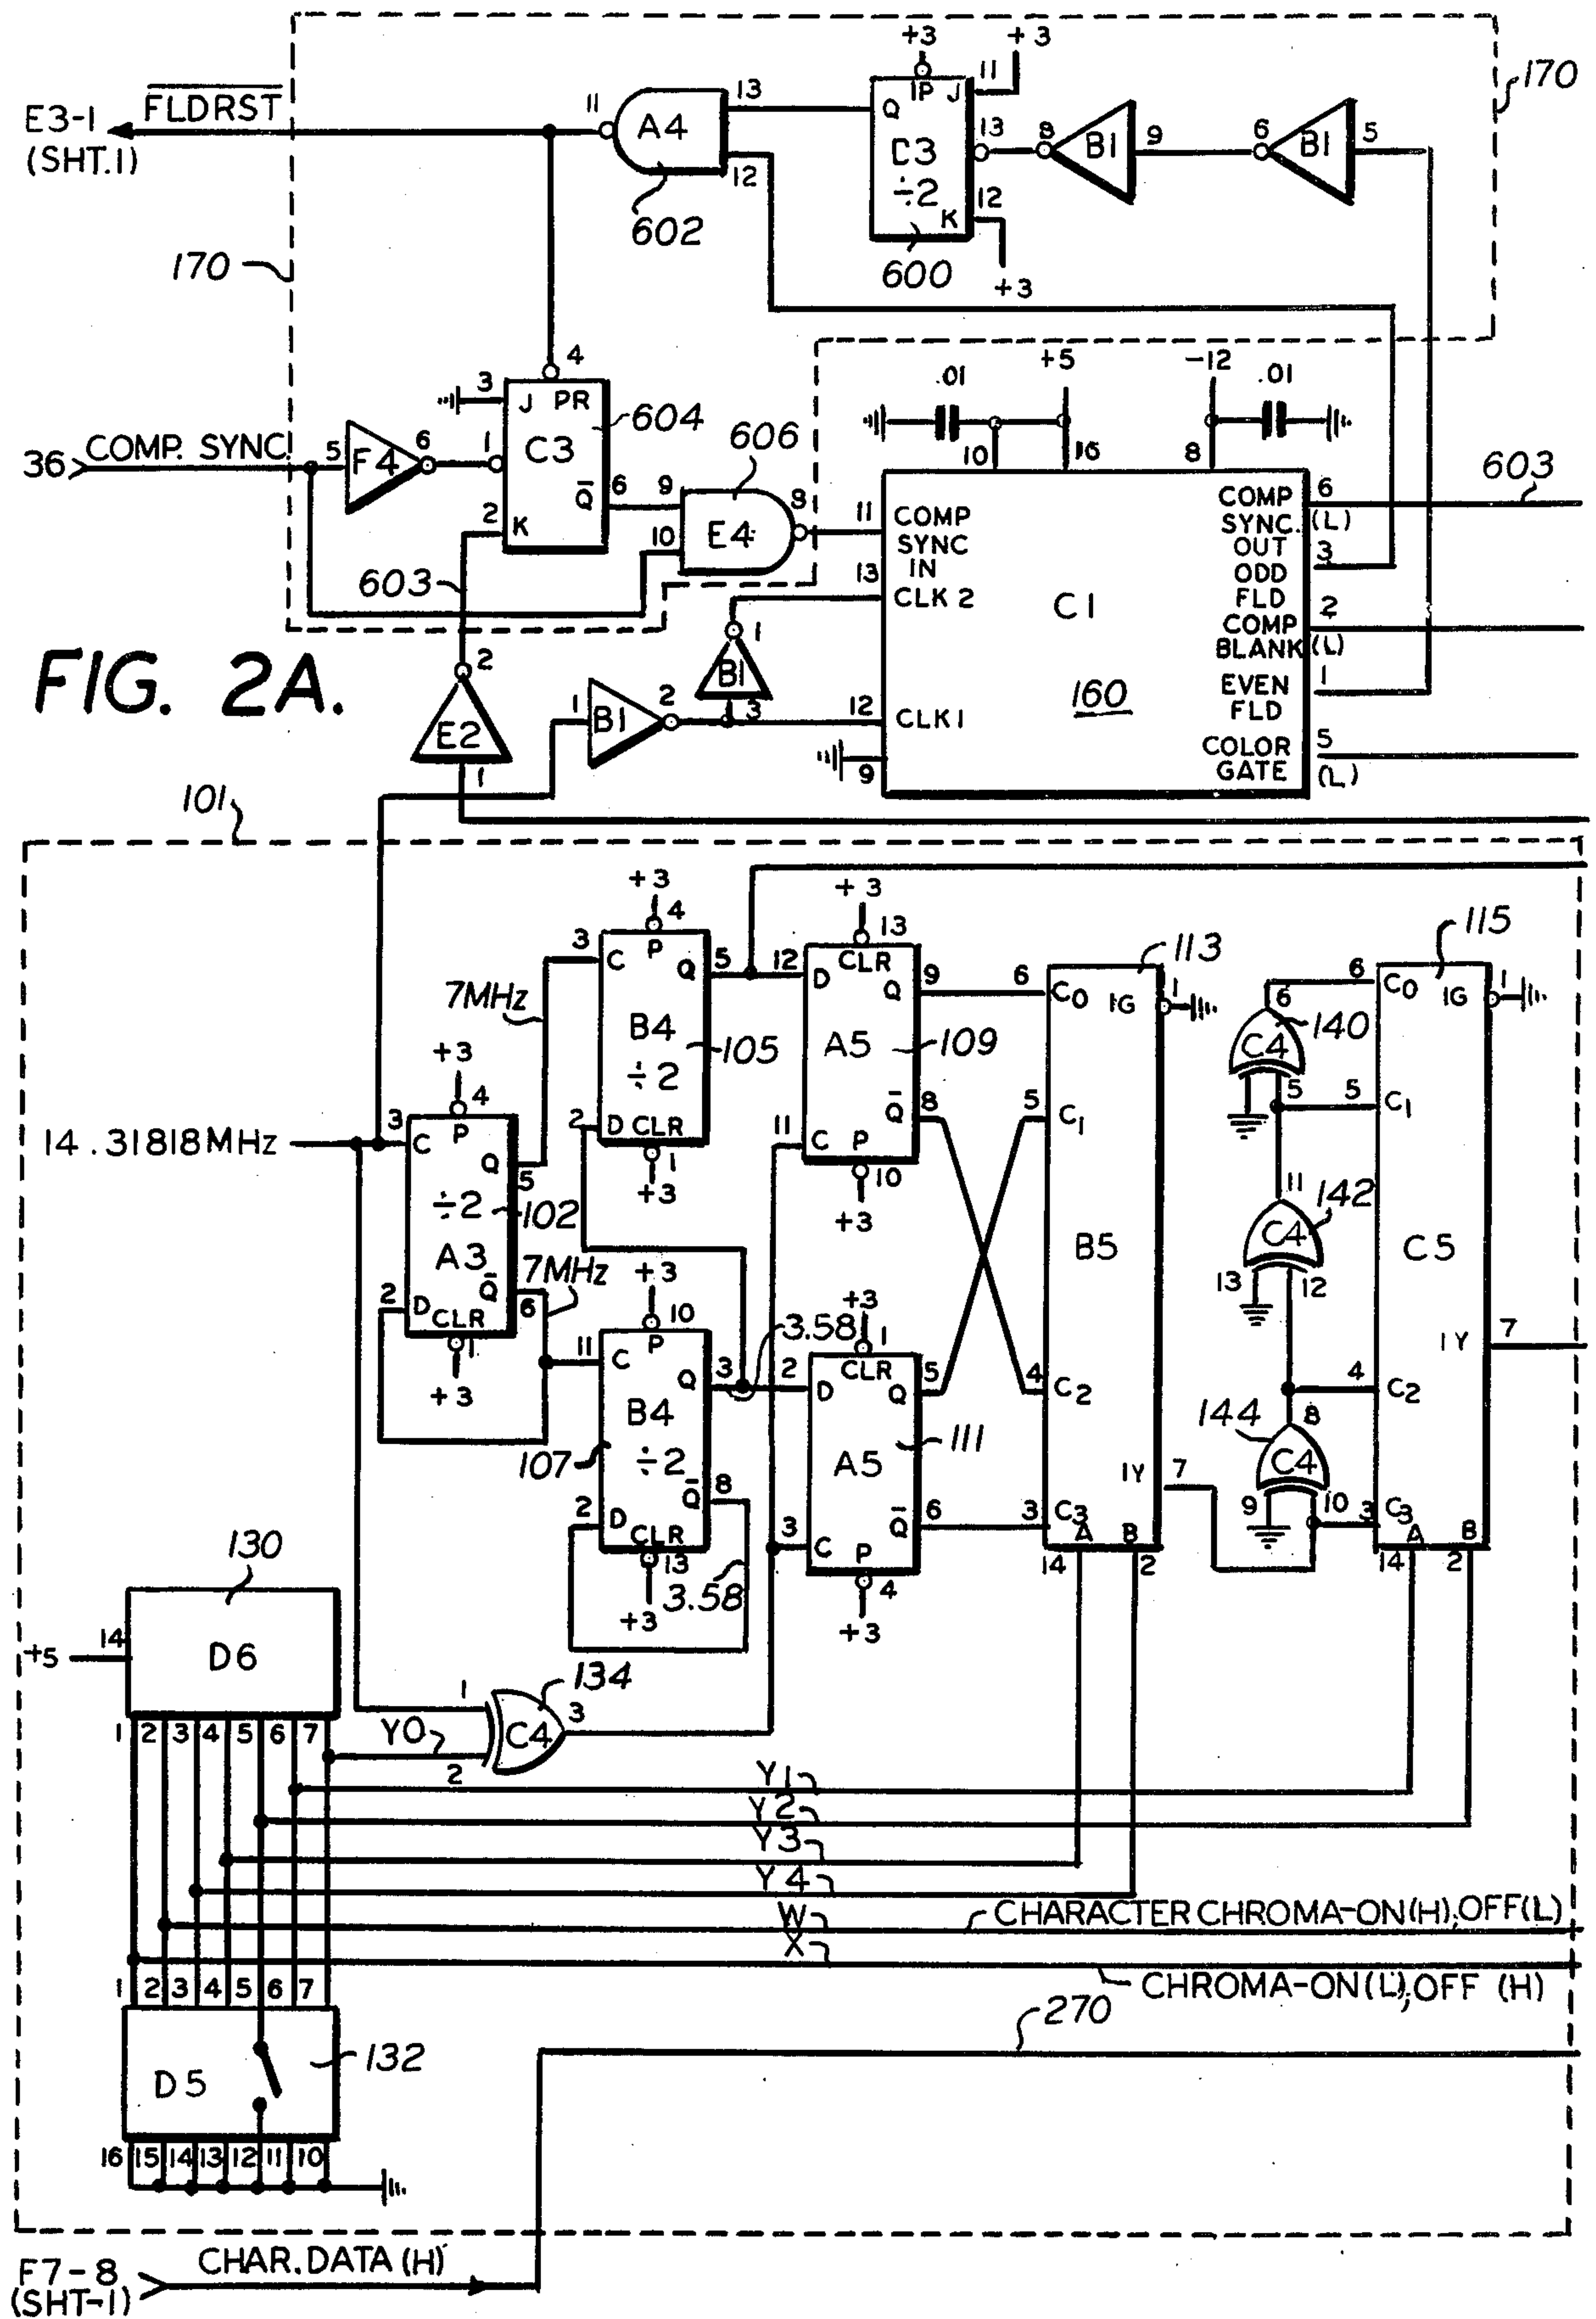 +3
+3
170
E3-1
(SHT.1)
FLDRST
11
A4
13
12
602
Q
1P
J
11
C3
÷2
13
12
K
600
+3
8
B1
9
6
B1
5
170
4
3
J
PR
604
C3
1
2
K
Q̅
6
36
COMP. SYNC
5
F4
6
606
9
10
E4
8
603
.01
+5
-12
.01
10
16
8
11
COMP
SYNC
IN
13
CLK 2
C1
160
12
CLK1
9
COMP
SYNC.
OUT
6
(L)
603
3
ODD
FLD
2
COMP
BLANK
(L)
1
EVEN
FLD
5
COLOR
GATE
(L)
FIG. 2A.
2
E2
1
1
B1
2
1
B1
3
101
14.31818MHz
+3
4
3
C
P
Q
5
÷2
102
A3
2
D
Q̅
6
CLR
1
+3
7MHz
7MHz
+3
4
3
C
P
Q
5
B4
÷2
105
2
D
CLR
1
+3
+3
10
11
C
P
Q
3
B4
÷2
107
2
D
Q̅
8
CLR
13
+3
3.58
3.58
+3
13
12
D
CLR
Q
9
A5
109
Q̅
8
11
C
P
10
+3
+3
1
2
D
CLR
Q
5
A5
111
Q̅
6
3
C
P
4
+3
113
6
C0
1G
1
5
C1
B5
4
C2
1Y
7
3
C3
A
B
14
2
115
6
C0
1G
1
6
C4
140
5
5
C1
11
142
C4
13
12
C5
1Y
7
4
C2
8
144
C4
9
10
3
C3
A
B
14
2
130
+5
14
D6
1 2 3 4 5 6 7
1
C4
134
3
Y0
2
Y1
Y2
Y3
Y4
W
CHARACTER CHROMA-ON(H),OFF(L)
X
CHROMA-ON(L),OFF (H)
1 2 3 4 5 6 7
D5
132
16 15 14 13 12 11 10
270
F7-8
(SHT-1)
CHAR. DATA (H)